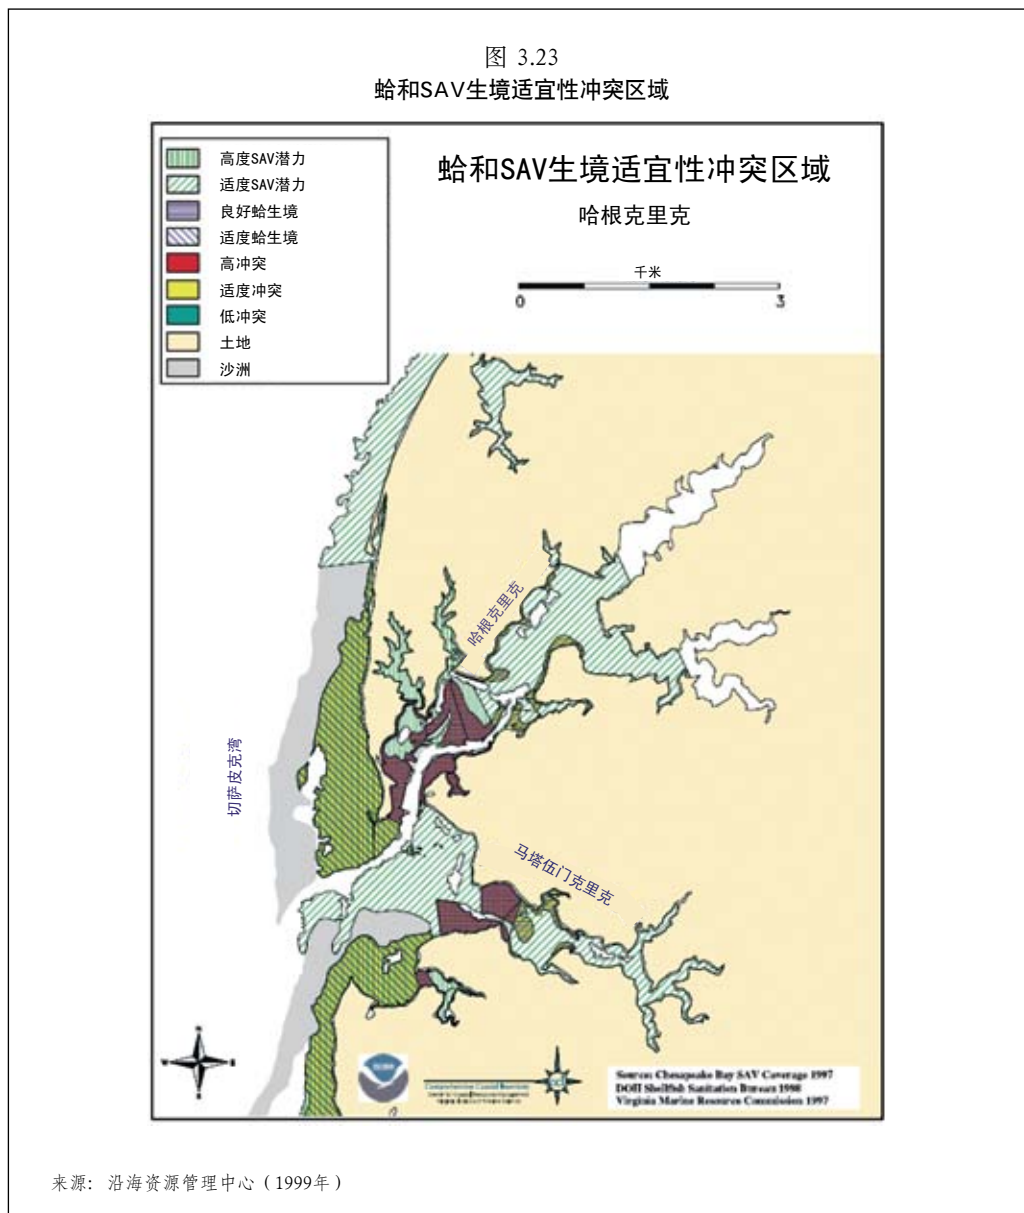 图 3.23
蛤和SAV生境适宜性冲突区域
高度SAV潜力
适度SAV潜力
良好蛤生境
适度蛤生境
高冲突
适度冲突
低冲突
土地
沙洲
蛤和SAV生境适宜性冲突区域
哈根克里克
千米
0 3
哈根克里克
切萨皮克湾
马塔伍门克里克
Source: Chesapeake Bay SAV Coverage 1997
DOH Shellfish Sanitation Bureau 1998
Virginia Marine Resource Commission 1997
来源：沿海资源管理中心（1999年）